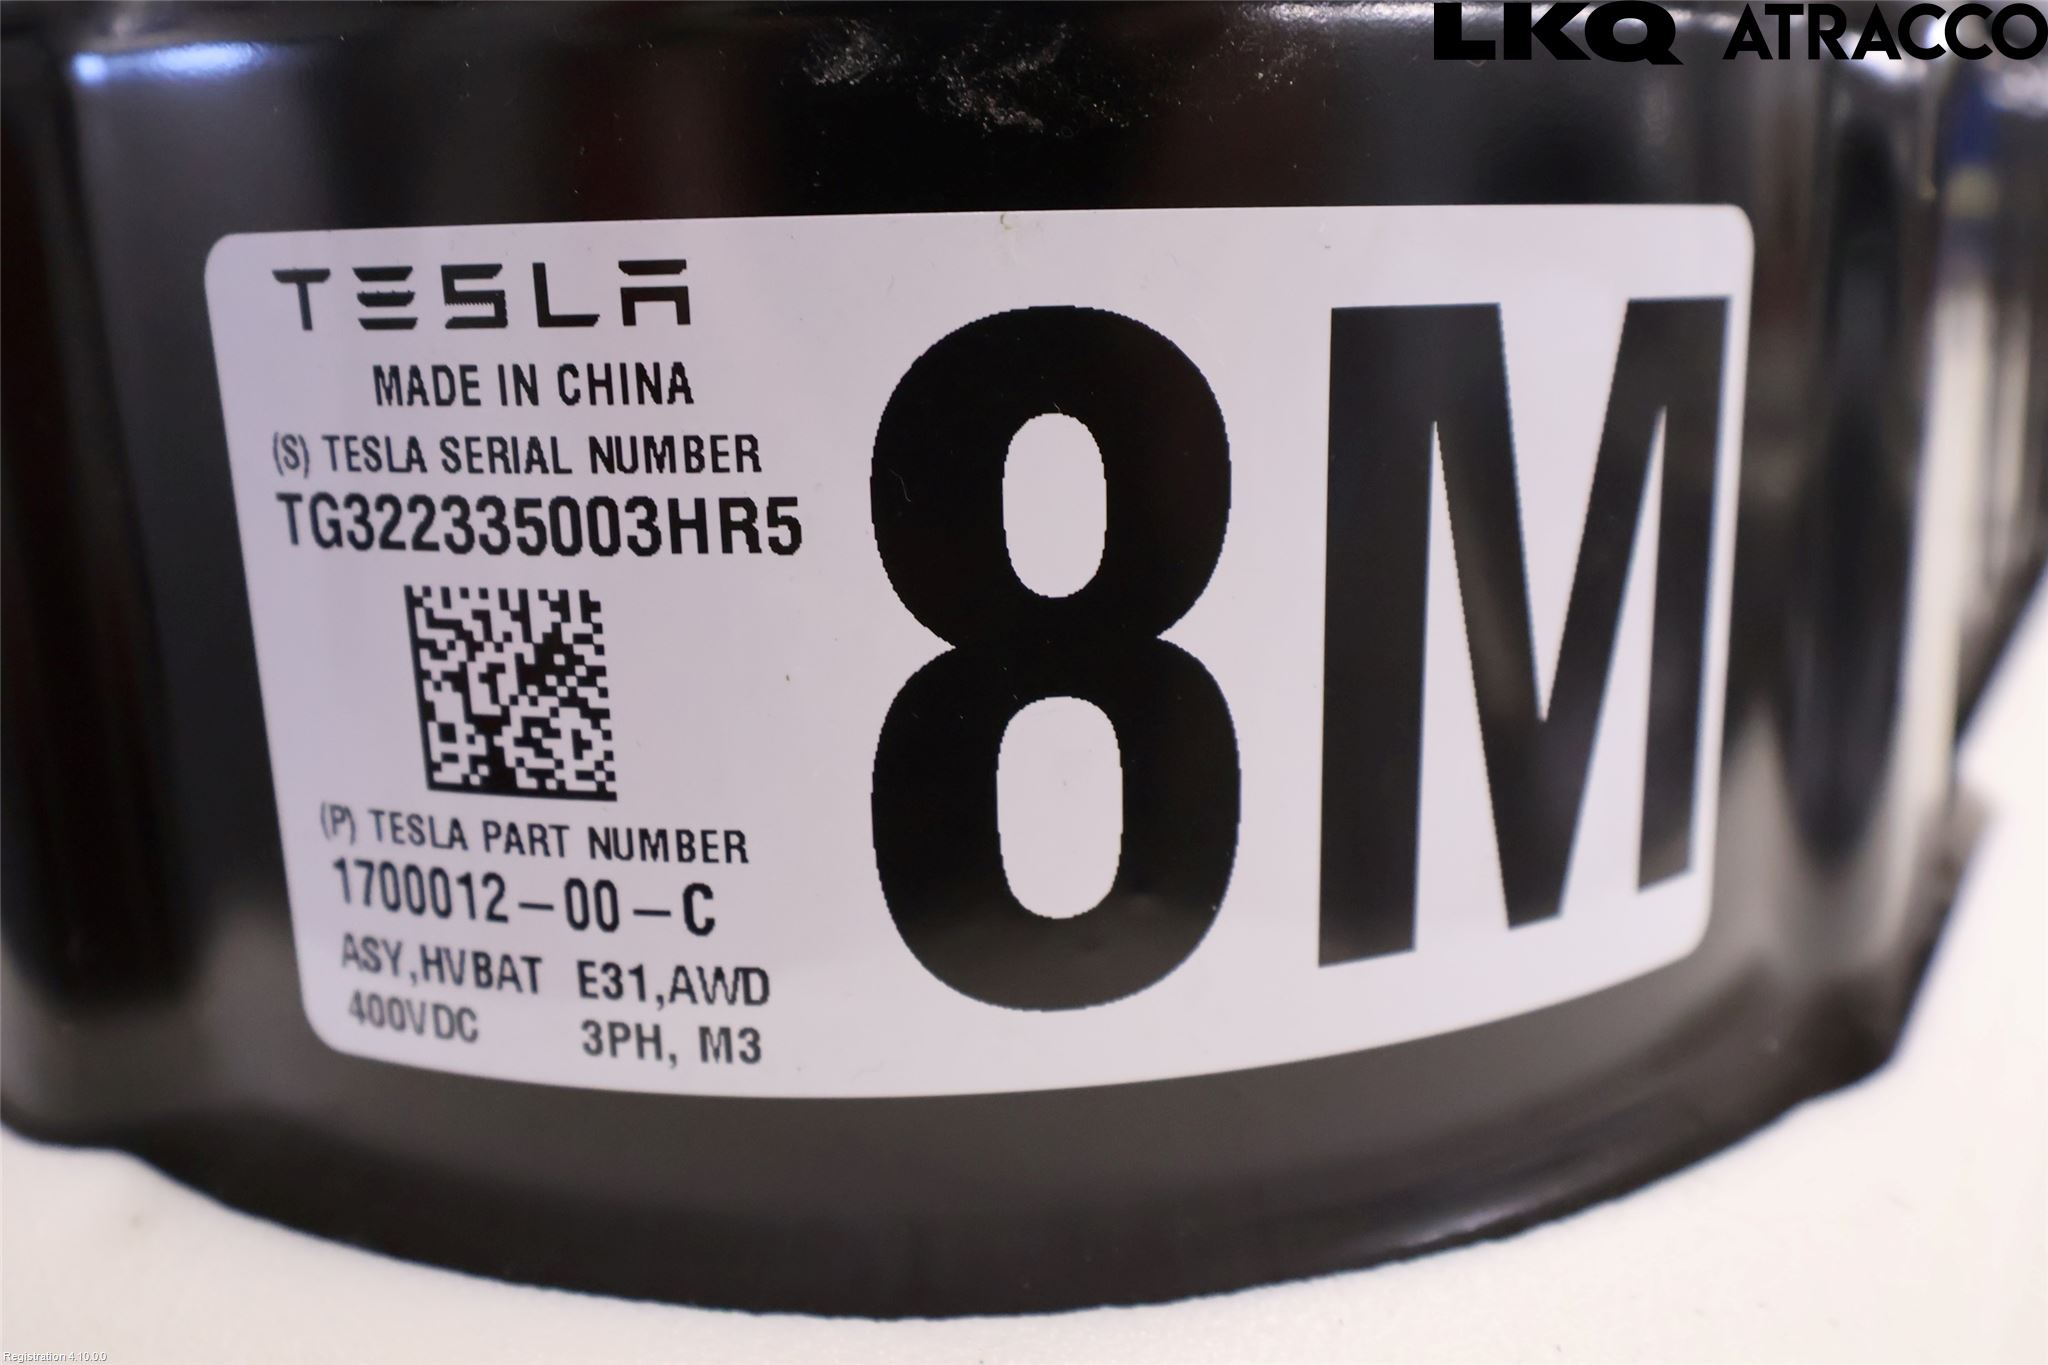 LKQ ATRACCO
TESLA
MADE IN CHINA
(S) TESLA SERIAL NUMBER
TG322335003HR5
(P) TESLA PART NUMBER
1700012-00-C
ASY,HVBAT E31,AWD
400VDC 3PH, M3
8M
Registration 4.10.0.0